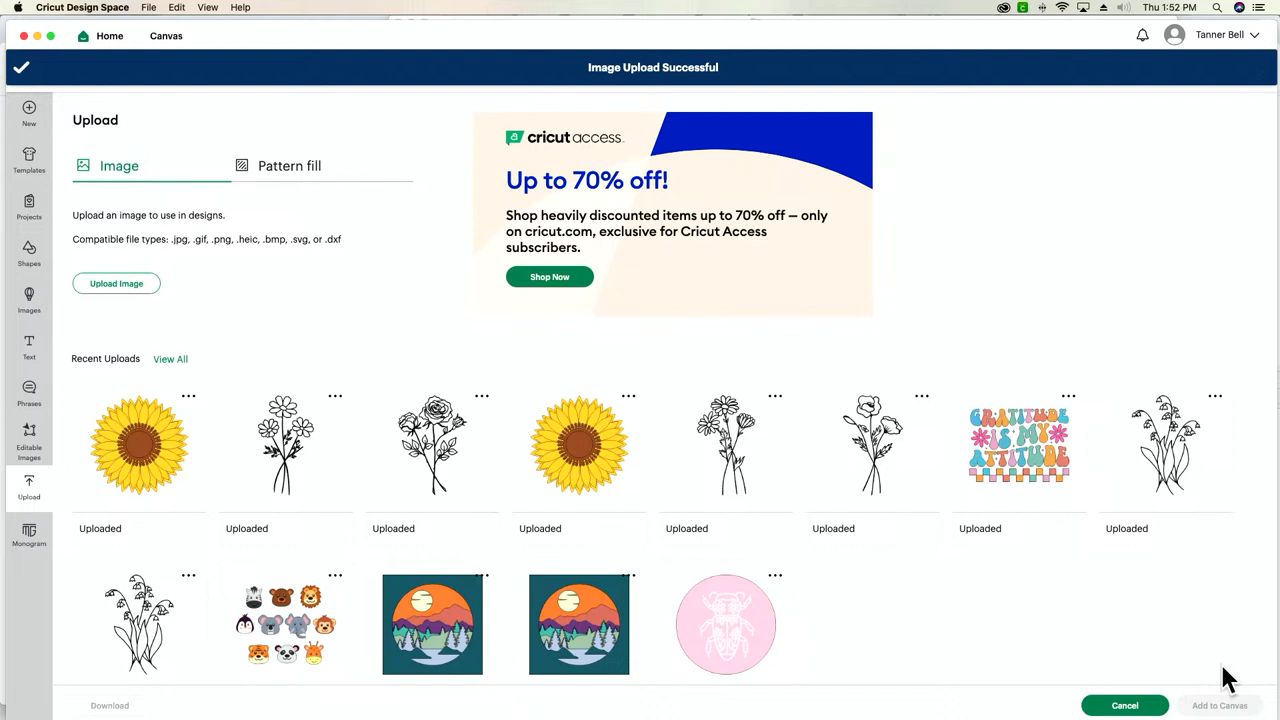 Cricut Design Space File Edit View Help Thu 1:52 PM
Home Canvas Tanner Bell
Image Upload Successful
New
Templates
Projects
Shapes
Images
Text
Phrases
Editable
Images
Upload
Monogram
Upload
Image Pattern fill
Upload an image to use in designs.
Compatible file types: .jpg, .gif, .png, .heic, .bmp, .svg, or .dxf
Upload Image
cricut access.
Up to 70% off!
Shop heavily discounted items up to 70% off — only
on cricut.com, exclusive for Cricut Access
subscribers.
Shop Now
Recent Uploads View All
GRATITUDE
IS MY
ATTITUDE
Uploaded Uploaded Uploaded Uploaded Uploaded Uploaded Uploaded Uploaded
Download Cancel Add to Canvas